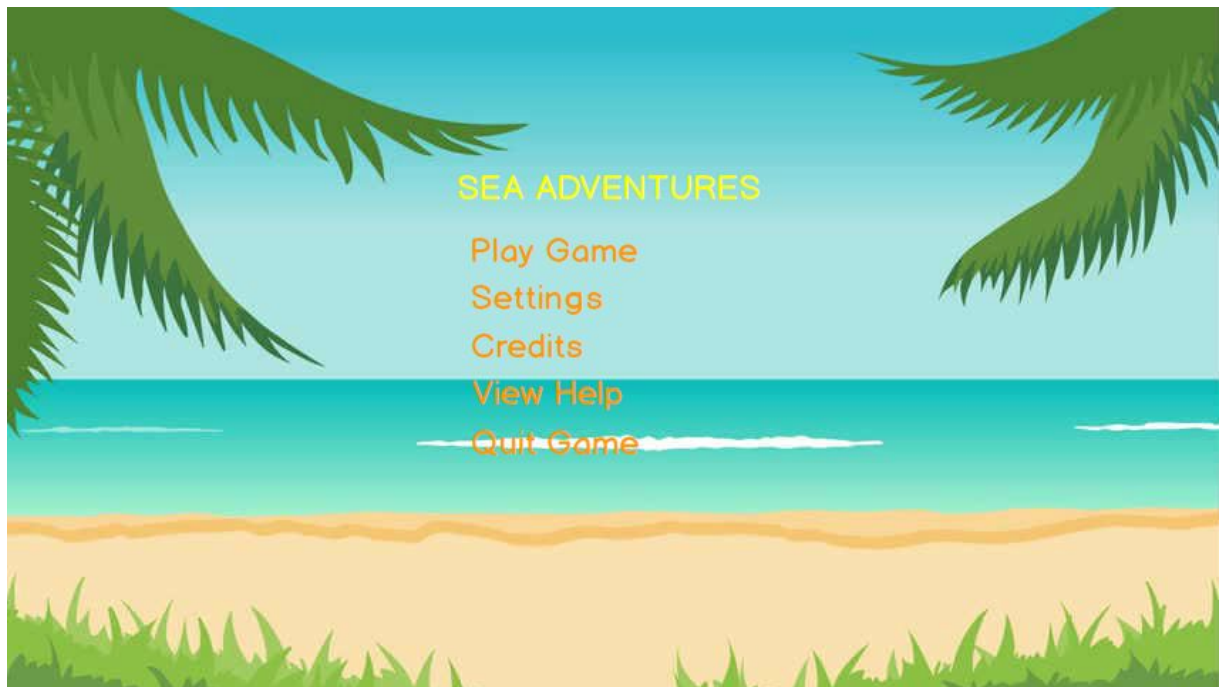 SEA ADVENTURES
Play Game
Settings
Credits
View Help
Quit Game